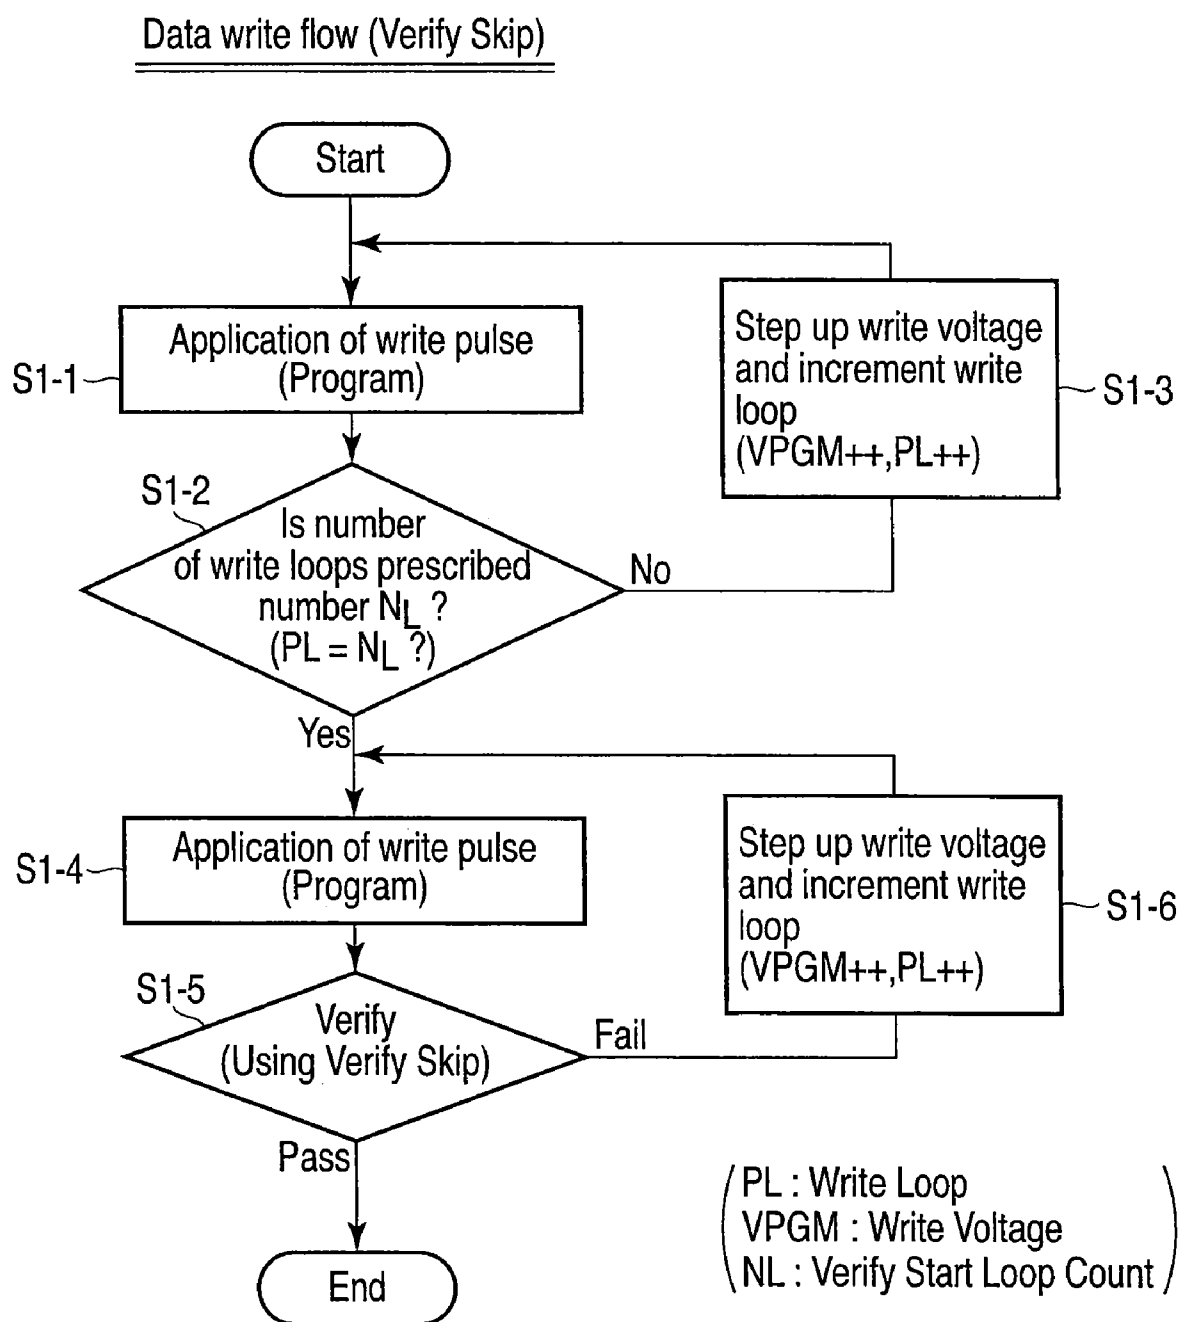 Data write flow (Verify Skip)
Start
Application of write pulse
(Program)
S1-1
Step up write voltage
and increment write
loop
(VPGM++,PL++)
S1-3
S1-2
Is number
of write loops prescribed
number NL ?
(PL = NL ?)
No
Yes
Application of write pulse
(Program)
S1-4
Step up write voltage
and increment write
loop
(VPGM++,PL++)
S1-6
S1-5
Verify
(Using Verify Skip)
Fail
Pass
End
PL : Write Loop
VPGM : Write Voltage
NL : Verify Start Loop Count